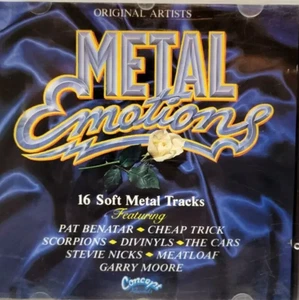 ORIGINAL ARTISTS
METAL
Emotions
16 Soft Metal Tracks
Featuring
PAT BENATAR ◆ CHEAP TRICK
SCORPIONS ◆ DIVINYLS ◆ THE CARS
STEVIE NICKS ◆ MEATLOAF
GARRY MOORE
Concept